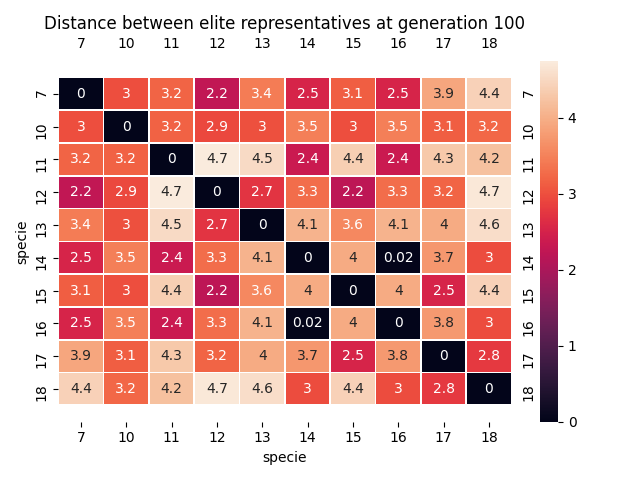 Distance between elite representatives at generation 100
7 10 11 12 13 14 15 16 17 18
7 0 3 3.2 2.2 3.4 2.5 3.1 2.5 3.9 4.4 7
10 3 0 3.2 2.9 3 3.5 3 3.5 3.1 3.2 10
11 3.2 3.2 0 4.7 4.5 2.4 4.4 2.4 4.3 4.2 11
12 2.2 2.9 4.7 0 2.7 3.3 2.2 3.3 3.2 4.7 12
13 3.4 3 4.5 2.7 0 4.1 3.6 4.1 4 4.6 13
14 2.5 3.5 2.4 3.3 4.1 0 4 0.02 3.7 3 14
15 3.1 3 4.4 2.2 3.6 4 0 4 2.5 4.4 15
16 2.5 3.5 2.4 3.3 4.1 0.02 4 0 3.8 3 16
17 3.9 3.1 4.3 3.2 4 3.7 2.5 3.8 0 2.8 17
18 4.4 3.2 4.2 4.7 4.6 3 4.4 3 2.8 0 18
7 10 11 12 13 14 15 16 17 18
specie
specie
4
3
2
1
0